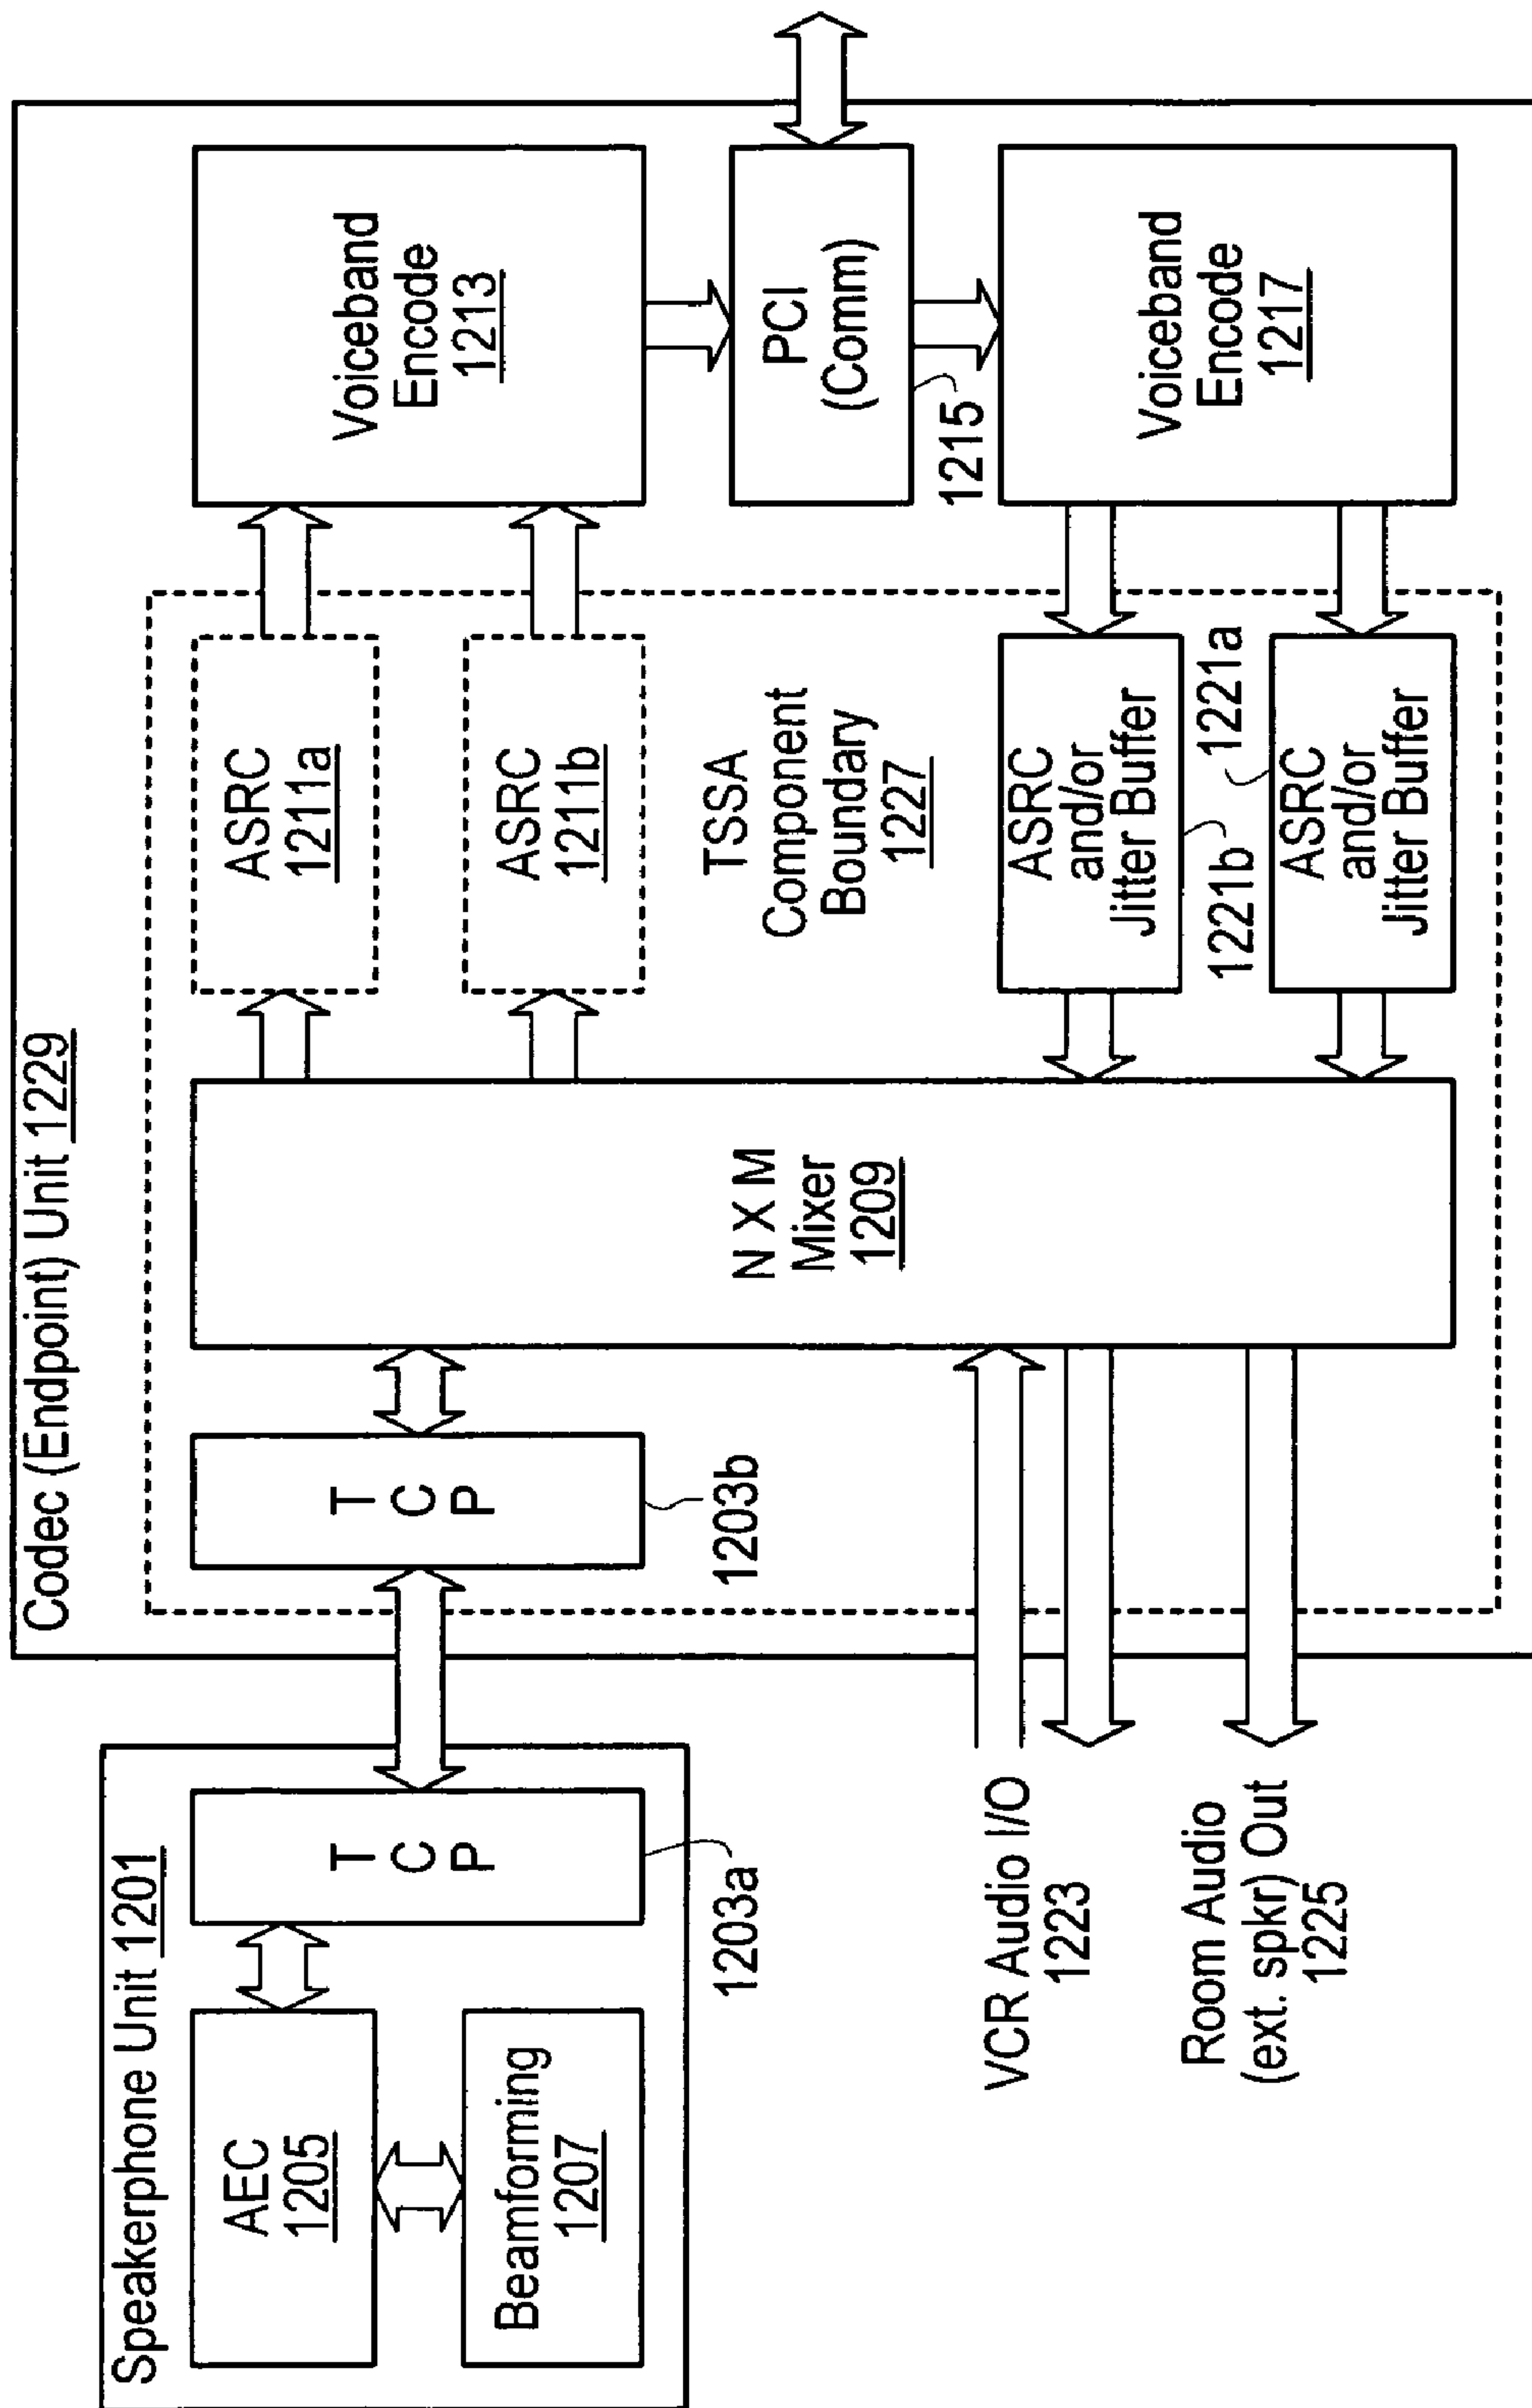 Codec (Endpoint) Unit 1229
Speakerphone Unit 1201
AEC
1205
Beamforming
1207
T
C
P
1203a
T
C
P
1203b
N X M
Mixer
1209
ASRC
1211a
ASRC
1211b
TSSA
Component
Boundary
1227
ASRC
and/or
Jitter Buffer
1221b
1221a
ASRC
and/or
Jitter Buffer
Voiceband
Encode
1213
PCI
(Comm)
1215
Voiceband
Encode
1217
VCR Audio I/O
1223
Room Audio
(ext. spkr) Out
1225